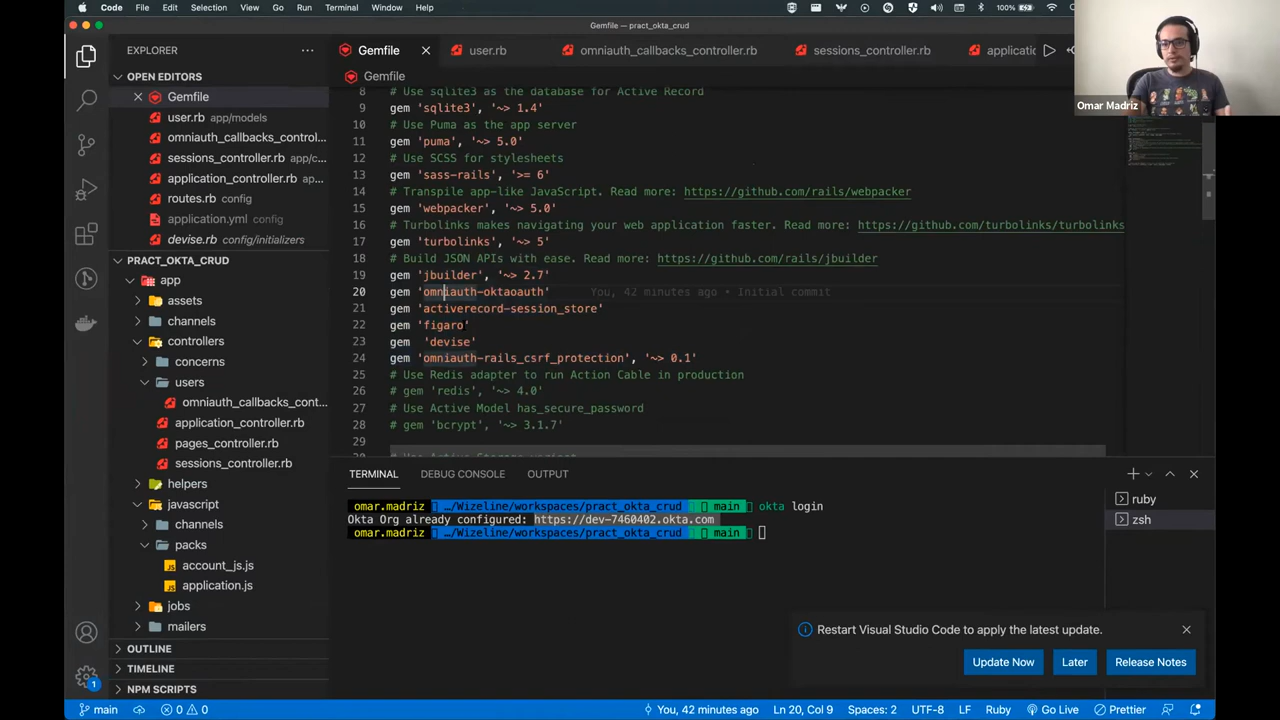 Code File Edit Selection View Go Run Terminal Window Help 100%
Gemfile — pract_okta_crud
EXPLORER
Gemfile
user.rb
omniauth_callbacks_controller.rb
sessions_controller.rb
applicatic
OPEN EDITORS
Gemfile
user.rb app/models
omniauth_callbacks_control...
sessions_controller.rb app/c...
application_controller.rb app...
routes.rb config
application.yml config
devise.rb config/initializers
PRACT_OKTA_CRUD
app
assets
channels
controllers
concerns
users
omniauth_callbacks_cont...
application_controller.rb
pages_controller.rb
sessions_controller.rb
helpers
javascript
channels
packs
account_js.js
application.js
jobs
mailers
OUTLINE
TIMELINE
NPM SCRIPTS
Gemfile
8 # Use sqlite3 as the database for Active Record
9 gem 'sqlite3', '~> 1.4'
10 # Use Puma as the app server
11 gem 'puma', '~> 5.0'
12 # Use SCSS for stylesheets
13 gem 'sass-rails', '>= 6'
14 # Transpile app-like JavaScript. Read more: https://github.com/rails/webpacker
15 gem 'webpacker', '~> 5.0'
16 # Turbolinks makes navigating your web application faster. Read more: https://github.com/turbolinks/turbolinks
17 gem 'turbolinks', '~> 5'
18 # Build JSON APIs with ease. Read more: https://github.com/rails/jbuilder
19 gem 'jbuilder', '~> 2.7'
20 gem 'omniauth-oktaoauth' You, 42 minutes ago • Initial commit
21 gem 'activerecord-session_store'
22 gem 'figaro'
23 gem 'devise'
24 gem 'omniauth-rails_csrf_protection', '~> 0.1'
25 # Use Redis adapter to run Action Cable in production
26 # gem 'redis', '~> 4.0'
27 # Use Active Model has_secure_password
28 # gem 'bcrypt', '~> 3.1.7'
29
Omar Madriz
TERMINAL DEBUG CONSOLE OUTPUT
omar.madriz …/Wizeline/workspaces/pract_okta_crud main okta login
Okta Org already configured: https://dev-7460402.okta.com
omar.madriz …/Wizeline/workspaces/pract_okta_crud main
ruby
zsh
Restart Visual Studio Code to apply the latest update.
Update Now
Later
Release Notes
1
main 0 0 You, 42 minutes ago Ln 20, Col 9 Spaces: 2 UTF-8 LF Ruby Go Live Prettier